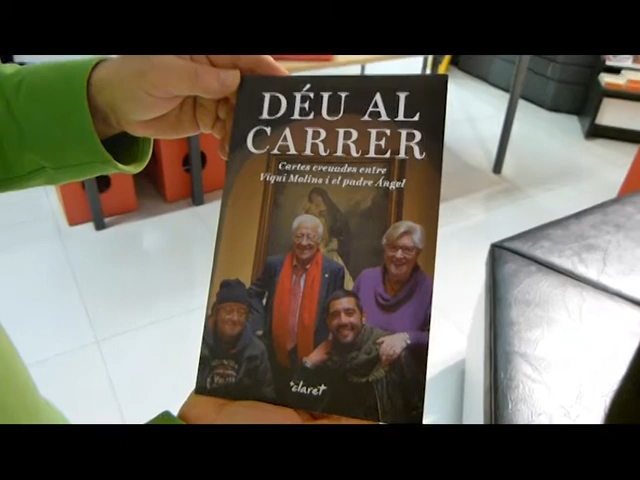 DÉU AL
CARRER
Cartes creuades entre
Viqui Molins i el padre Ángel
claret